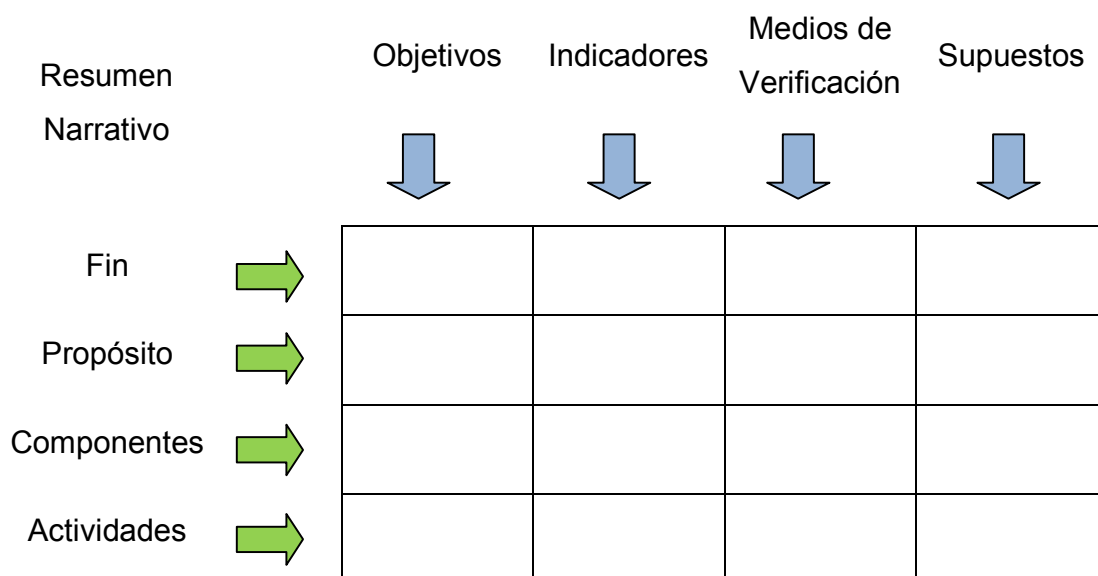 Resumen
Narrativo
Objetivos
Indicadores
Medios de
Verificación
Supuestos
Fin
Propósito
Componentes
Actividades